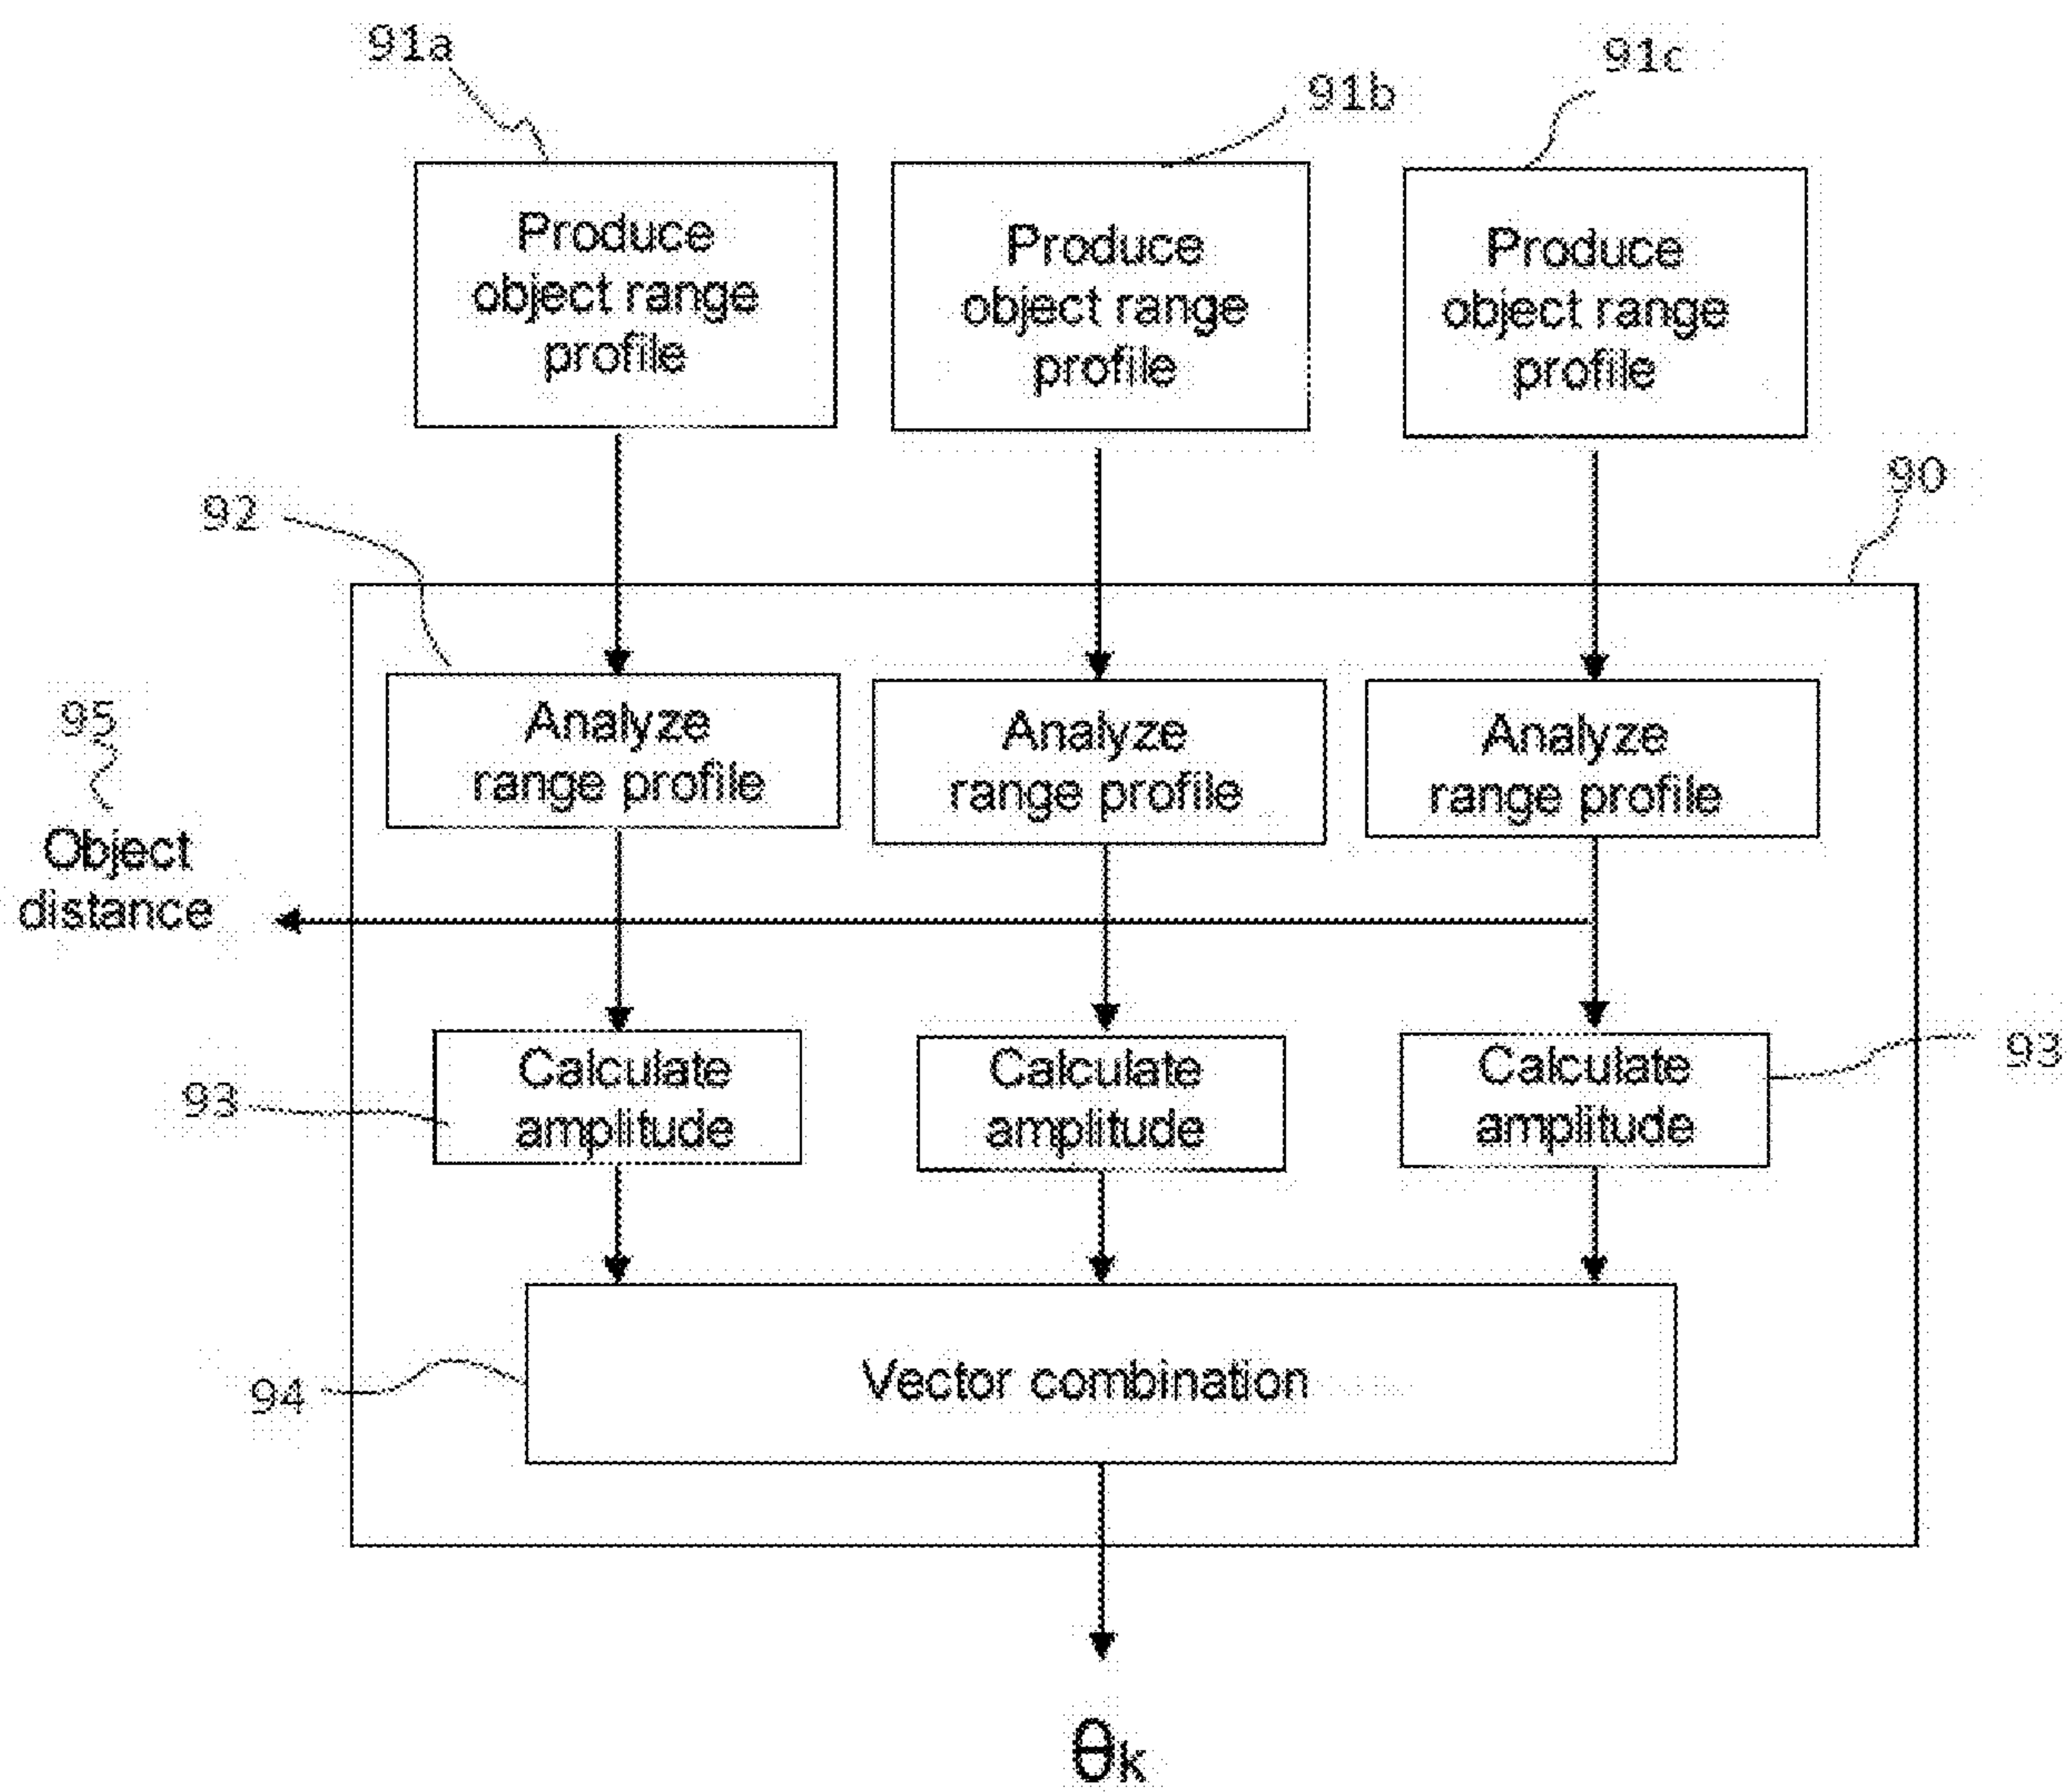 91a
91b
91c
Produce
object range
profile
Produce
object range
profile
Produce
object range
profile
90
92
95
Object
distance
Analyze
range profile
Analyze
range profile
Analyze
range profile
93
Calculate
amplitude
Calculate
amplitude
Calculate
amplitude
93
94
Vector combination
θk